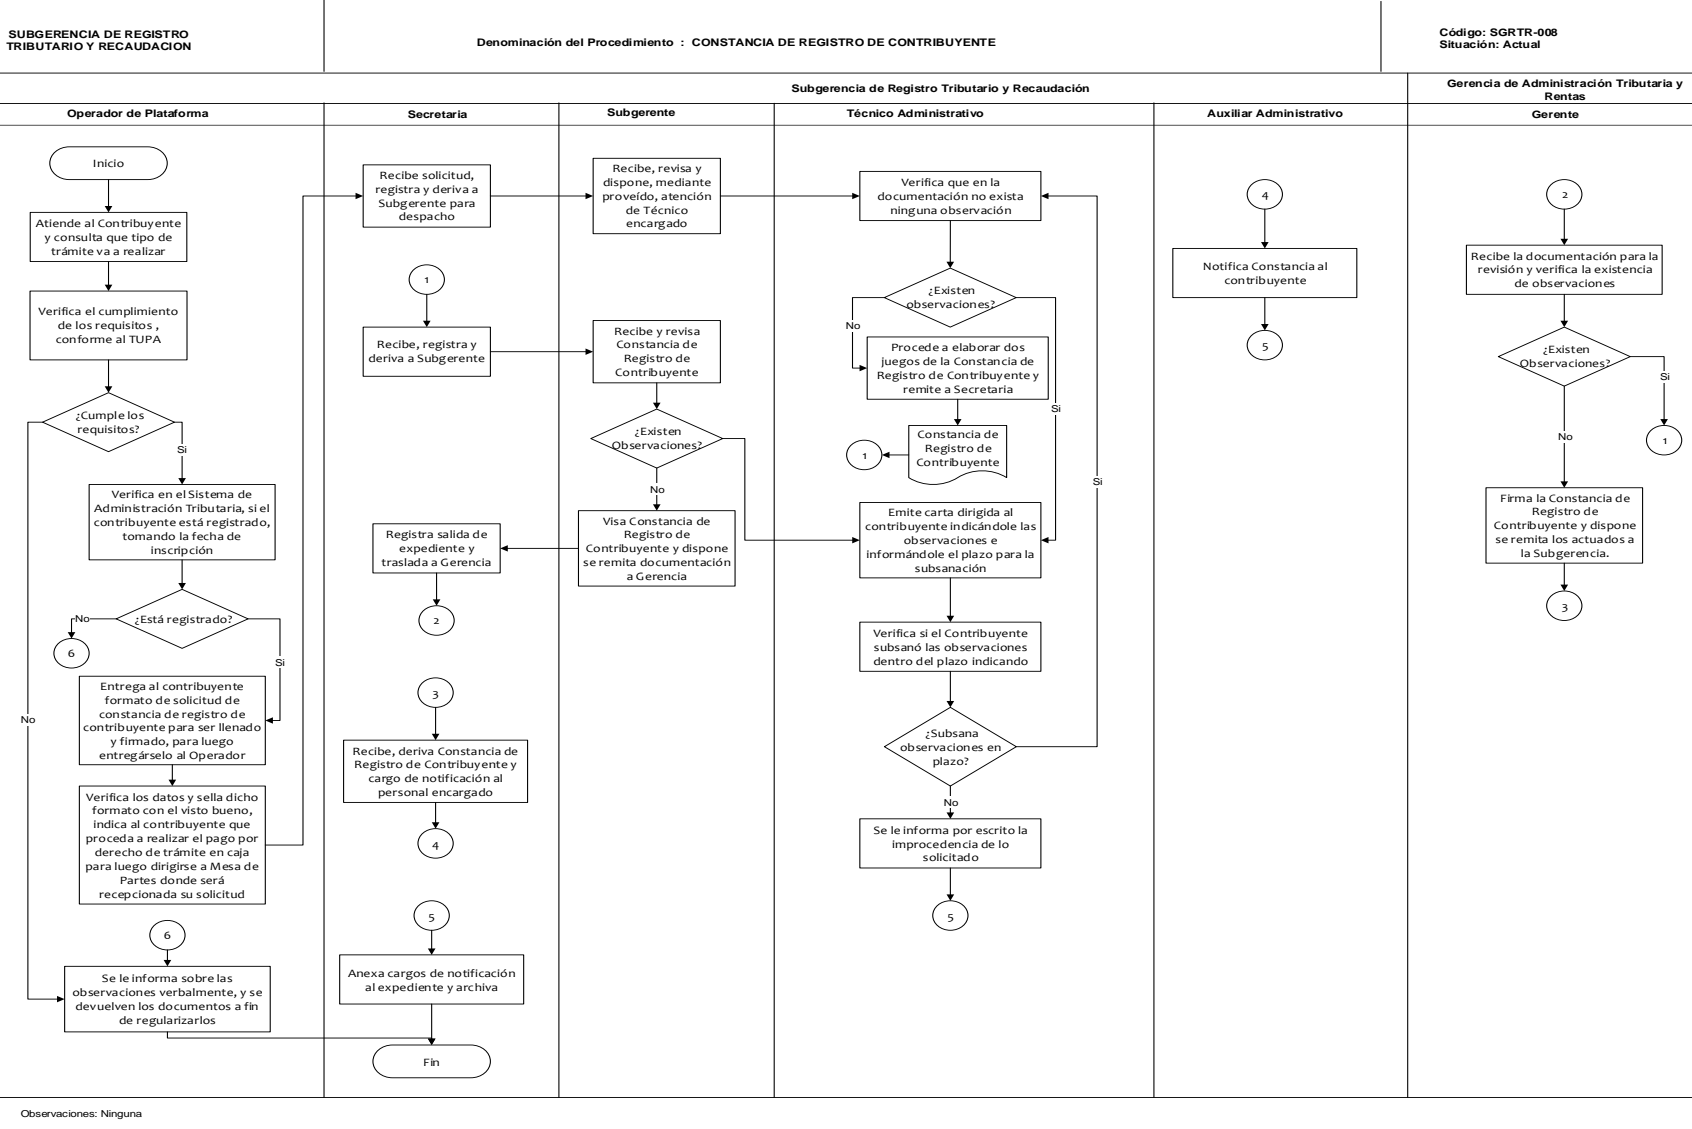 SUBGERENCIA DE REGISTRO
TRIBUTARIO Y RECAUDACION
Denominación del Procedimiento : CONSTANCIA DE REGISTRO DE CONTRIBUYENTE
Código: SGRTR-008
Situación: Actual
Subgerencia de Registro Tributario y Recaudación
Gerencia de Administración Tributaria y
Rentas
Operador de Plataforma
Secretaria
Subgerente
Técnico Administrativo
Auxiliar Administrativo
Gerente
Inicio
Atiende al Contribuyente
y consulta que tipo de
trámite va a realizar
Verifica el cumplimiento
de los requisitos ,
conforme al TUPA
¿Cumple los
requisitos?
Si
No
Verifica en el Sistema de
Administración Tributaria, si el
contribuyente está registrado,
tomando la fecha de
inscripción
¿Está registrado?
No
6
Si
Entrega al contribuyente
formato de solicitud de
constancia de registro de
contribuyente para ser llenado
y firmado, para luego
entregárselo al Operador
Verifica los datos y sella dicho
formato con el visto bueno,
indica al contribuyente que
proceda a realizar el pago por
derecho de trámite en caja
para luego dirigirse a Mesa de
Partes donde será
recepcionada su solicitud
6
Se le informa sobre las
observaciones verbalmente, y se
devuelven los documentos a fin
de regularizarlos
Recibe solicitud,
registra y deriva a
Subgerente para
despacho
1
Recibe, registra y
deriva a Subgerente
Registra salida de
expediente y
traslada a Gerencia
2
3
Recibe, deriva Constancia de
Registro de Contribuyente y
cargo de notificación al
personal encargado
4
5
Anexa cargos de notificación
al expediente y archiva
Fin
Recibe, revisa y
dispone, mediante
proveído, atención
de Técnico
encargado
Recibe y revisa
Constancia de
Registro de
Contribuyente
¿Existen
Observaciones?
No
Visa Constancia de
Registro de
Contribuyente y dispone
se remita documentación
a Gerencia
Verifica que en la
documentación no exista
ninguna observación
¿Existen
observaciones?
No
Si
Procede a elaborar dos
juegos de la Constancia de
Registro de Contribuyente y
remite a Secretaria
Constancia de
Registro de
Contribuyente
1
Emite carta dirigida al
contribuyente indicándole las
observaciones e
informándole el plazo para la
subsanación
Si
Verifica si el Contribuyente
subsanó las observaciones
dentro del plazo indicando
¿Subsana
observaciones en
plazo?
No
Se le informa por escrito la
improcedencia de lo
solicitado
5
4
Notifica Constancia al
contribuyente
5
2
Recibe la documentación para la
revisión y verifica la existencia
de observaciones
¿Existen
Observaciones?
Si
1
No
Firma la Constancia de
Registro de
Contribuyente y dispone
se remita los actuados a
la Subgerencia.
3
Observaciones: Ninguna